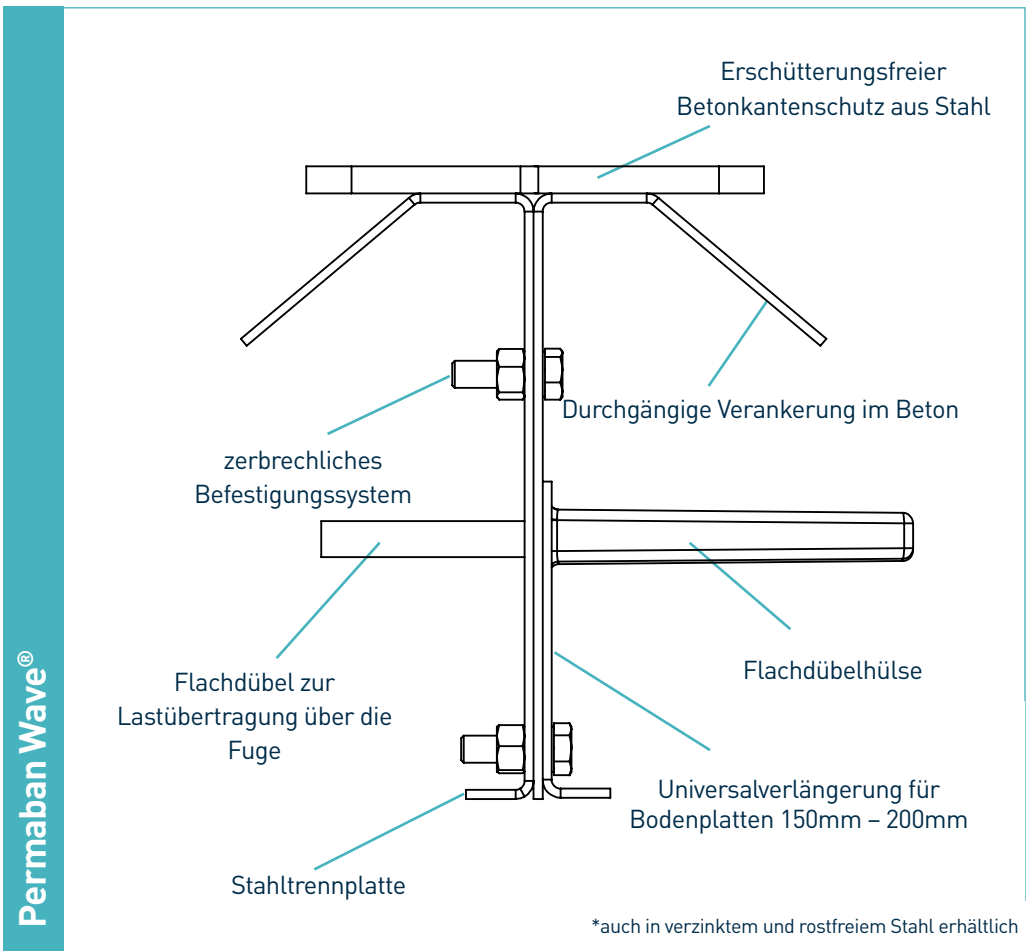 Permaban Wave®
Erschütterungsfreier
Betonkantenschutz aus Stahl
Durchgängige Verankerung im Beton
zerbrechliches
Befestigungssystem
Flachdübel zur
Lastübertragung über die
Fuge
Flachdübelhülse
Universalverlängerung für
Bodenplatten 150mm – 200mm
Stahltrennplatte
*auch in verzinktem und rostfreiem Stahl erhältlich